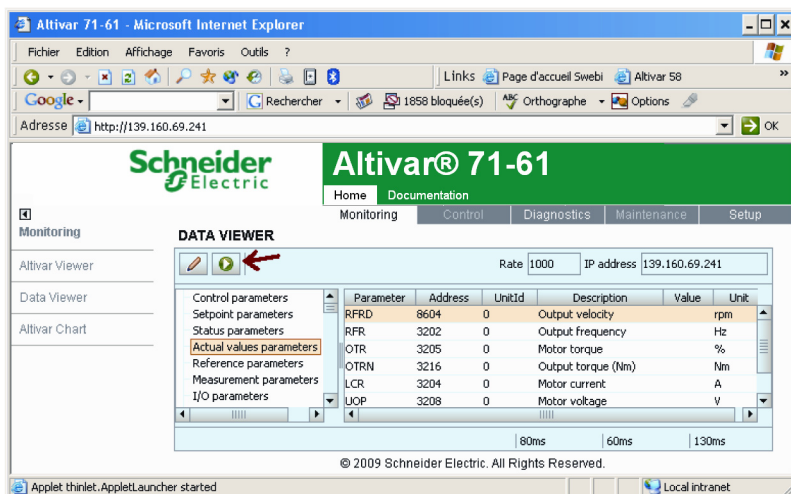 Altivar 71-61 - Microsoft Internet Explorer
Fichier Edition Affichage Favoris Outils ?
Links Page d'accueil Swebi Altivar 58 »
Google - Rechercher 1858 bloquée(s) ABC Orthographe Options
Adresse http://139.160.69.241 OK
Schneider Electric
Altivar® 71-61
Home Documentation
Monitoring Control Diagnostics Maintenance Setup
Monitoring
Altivar Viewer
Data Viewer
Altivar Chart
DATA VIEWER
Rate 1000 IP address 139.160.69.241
Control parameters
Setpoint parameters
Status parameters
Actual values parameters
Reference parameters
Measurement parameters
I/O parameters
Parameter Address UnitId Description Value Unit
RFRD 8604 0 Output velocity rpm
RFR 3202 0 Output frequency Hz
OTR 3205 0 Motor torque %
OTRN 3216 0 Output torque (Nm) Nm
LCR 3204 0 Motor current A
UOP 3208 0 Motor voltage V
80ms 60ms 130ms
© 2009 Schneider Electric. All Rights Reserved.
Applet thinlet.AppletLauncher started Local intranet